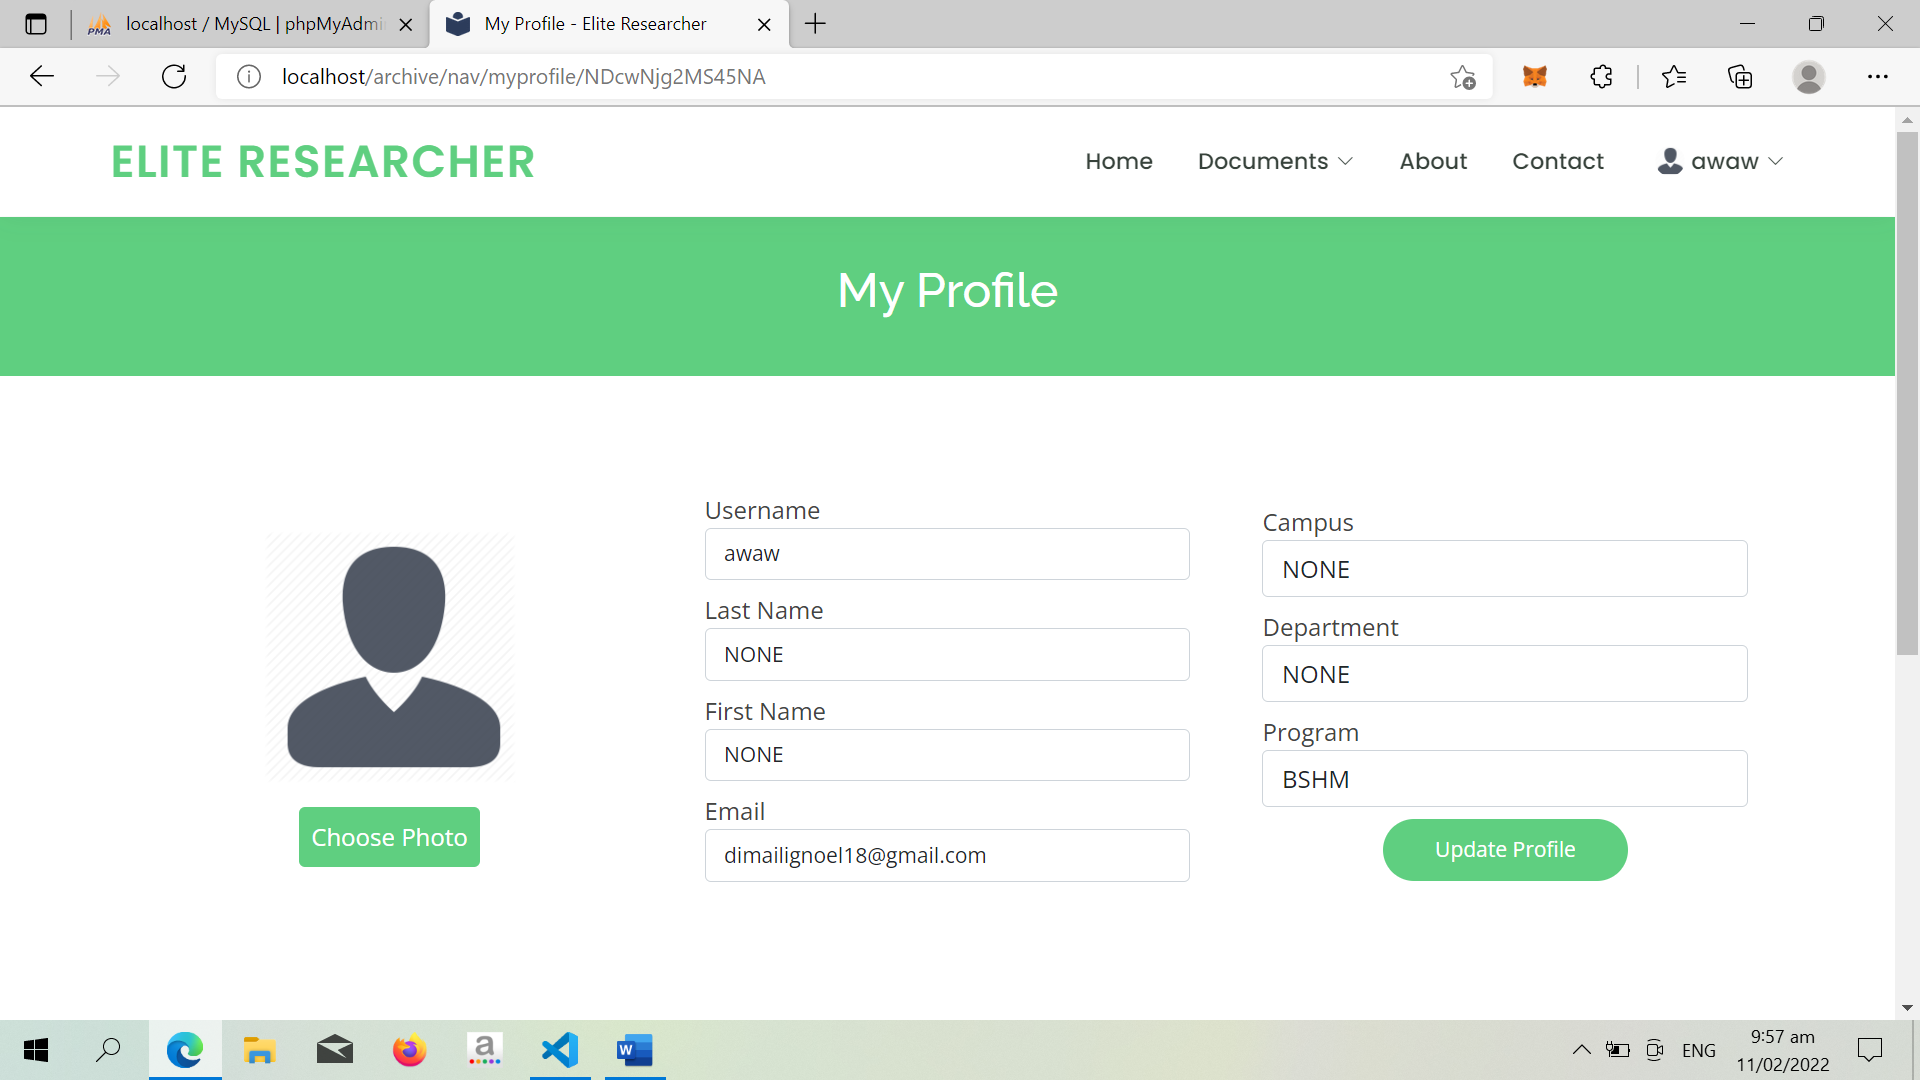 localhost / MySQL | phpMyAdmi
My Profile - Elite Researcher
localhost/archive/nav/myprofile/NDcwNjg2MS45NA
ELITE RESEARCHER
Home Documents About Contact awaw
My Profile
Choose Photo
Username
awaw
Last Name
NONE
First Name
NONE
Email
dimailignoel18@gmail.com
Campus
NONE
Department
NONE
Program
BSHM
Update Profile
ENG
9:57 am
11/02/2022